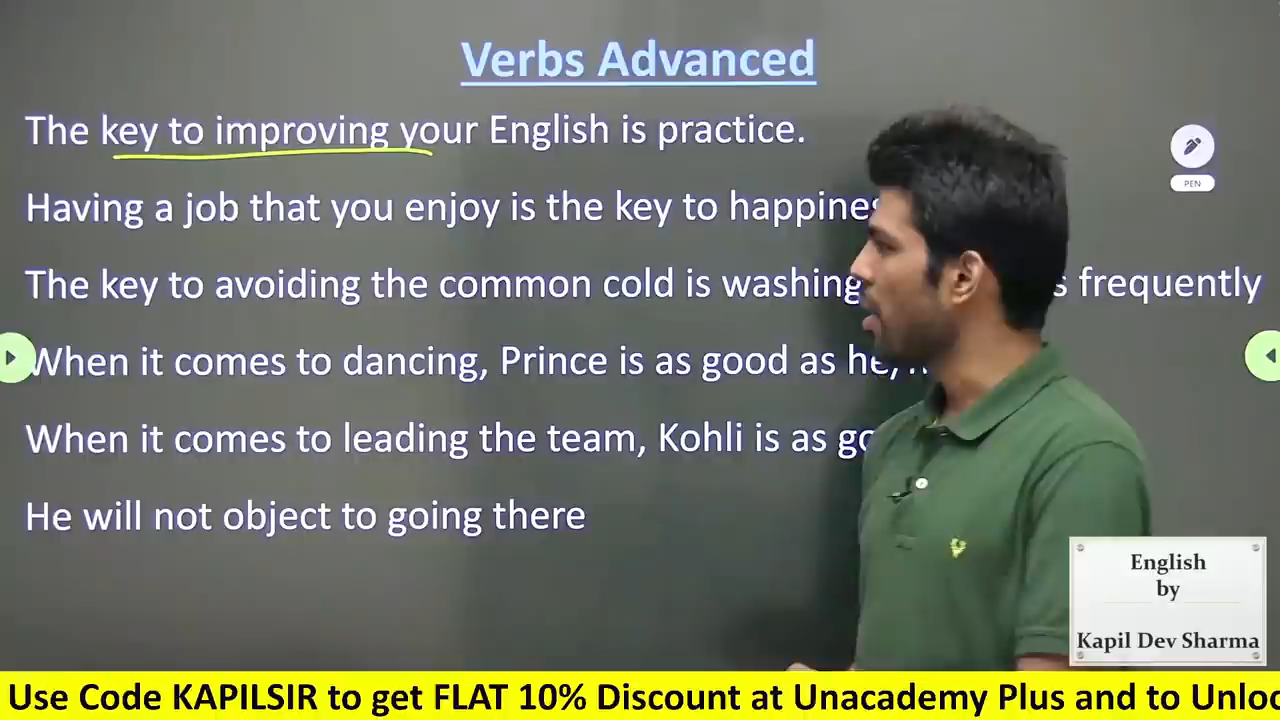 Verbs Advanced
The key to improving your English is practice.
PEN
Having a job that you enjoy is the key to
The key to avoiding the common cold is washing frequently
When it comes to dancing, Prince is as good as he,
When it comes to leading the team, Kohli is as
He will not object to going there
English
by
Kapil Dev Sharma
Use Code KAPILSIR to get FLAT 10% Discount at Unacademy Plus and to